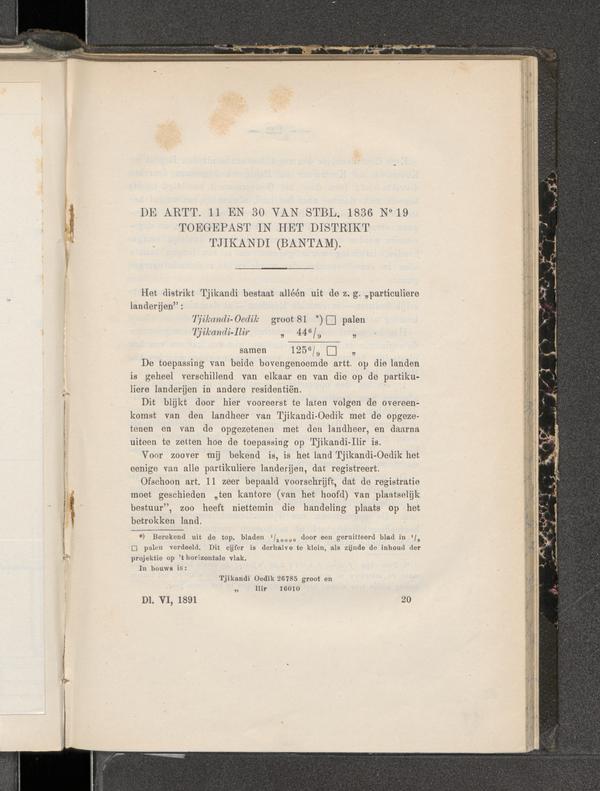 DE ARTT. 11 EN 30 VAN STBL. 1836 N° 19
TOEGEPAST IN HET DISTRIKT
TJIKANDI (BANTAM).
Het distrikt Tjikandi bestaat alléén uit de z. g. „particuliere
landerijen” :
Tjikandi-Oedik groot 81 *) □ palen
Tjikandi-Ilir „ 44⁶/₉ „
samen 125⁶/₉ □ „
De toepassing van beide bovengenoemde artt. op die landen
is geheel verschillend van elkaar en van die op de partiku-
liere landerijen in andere residentiën.
Dit blijkt door hier vooreerst te laten volgen de overeen-
komst van den landheer van Tjikandi-Oedik met de opgeze-
tenen en van de opgezetenen met den landheer, en daarna
uiteen te zetten hoe de toepassing op Tjikandi-Ilir is.
Voor zoover mij bekend is, is het land Tjikandi-Oedik het
eenige van alle partikuliere landerijen, dat registreert.
Ofschoon art. 11 zeer bepaald voorschrijft, dat de registratie
moet geschieden „ten kantore (van het hoofd) van plaatselijk
bestuur”, zoo heeft niettemin die handeling plaats op het
betrokken land.
*) Berekend uit de top. bladen ¹/₂₀₀₀₀ door een geruitteerd blad in ¹/₉
□ palen verdeeld. Dit cijfer is derhalve te klein, als zijnde de inhoud der
projektie op 't horizontale vlak.
In bouws is :
Tjikandi Oedik 26785 groot en
„ Ilir 16010
Dl. VI, 1891 20